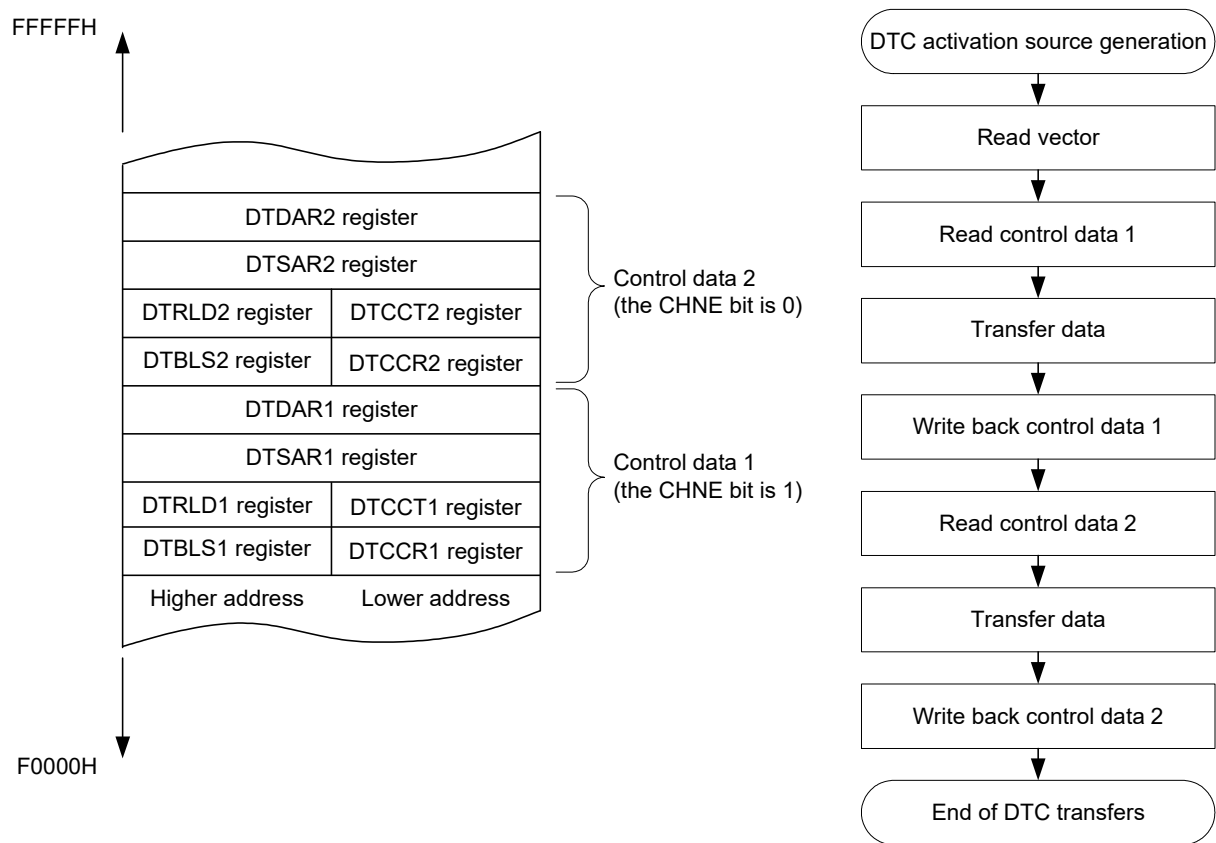 FFFFFH
DTDAR2 register
DTSAR2 register
DTRLD2 register DTCCT2 register
DTBLS2 register DTCCR2 register
Control data 2
(the CHNE bit is 0)
DTDAR1 register
DTSAR1 register
DTRLD1 register DTCCT1 register
DTBLS1 register DTCCR1 register
Control data 1
(the CHNE bit is 1)
Higher address Lower address
F0000H
DTC activation source generation
Read vector
Read control data 1
Transfer data
Write back control data 1
Read control data 2
Transfer data
Write back control data 2
End of DTC transfers